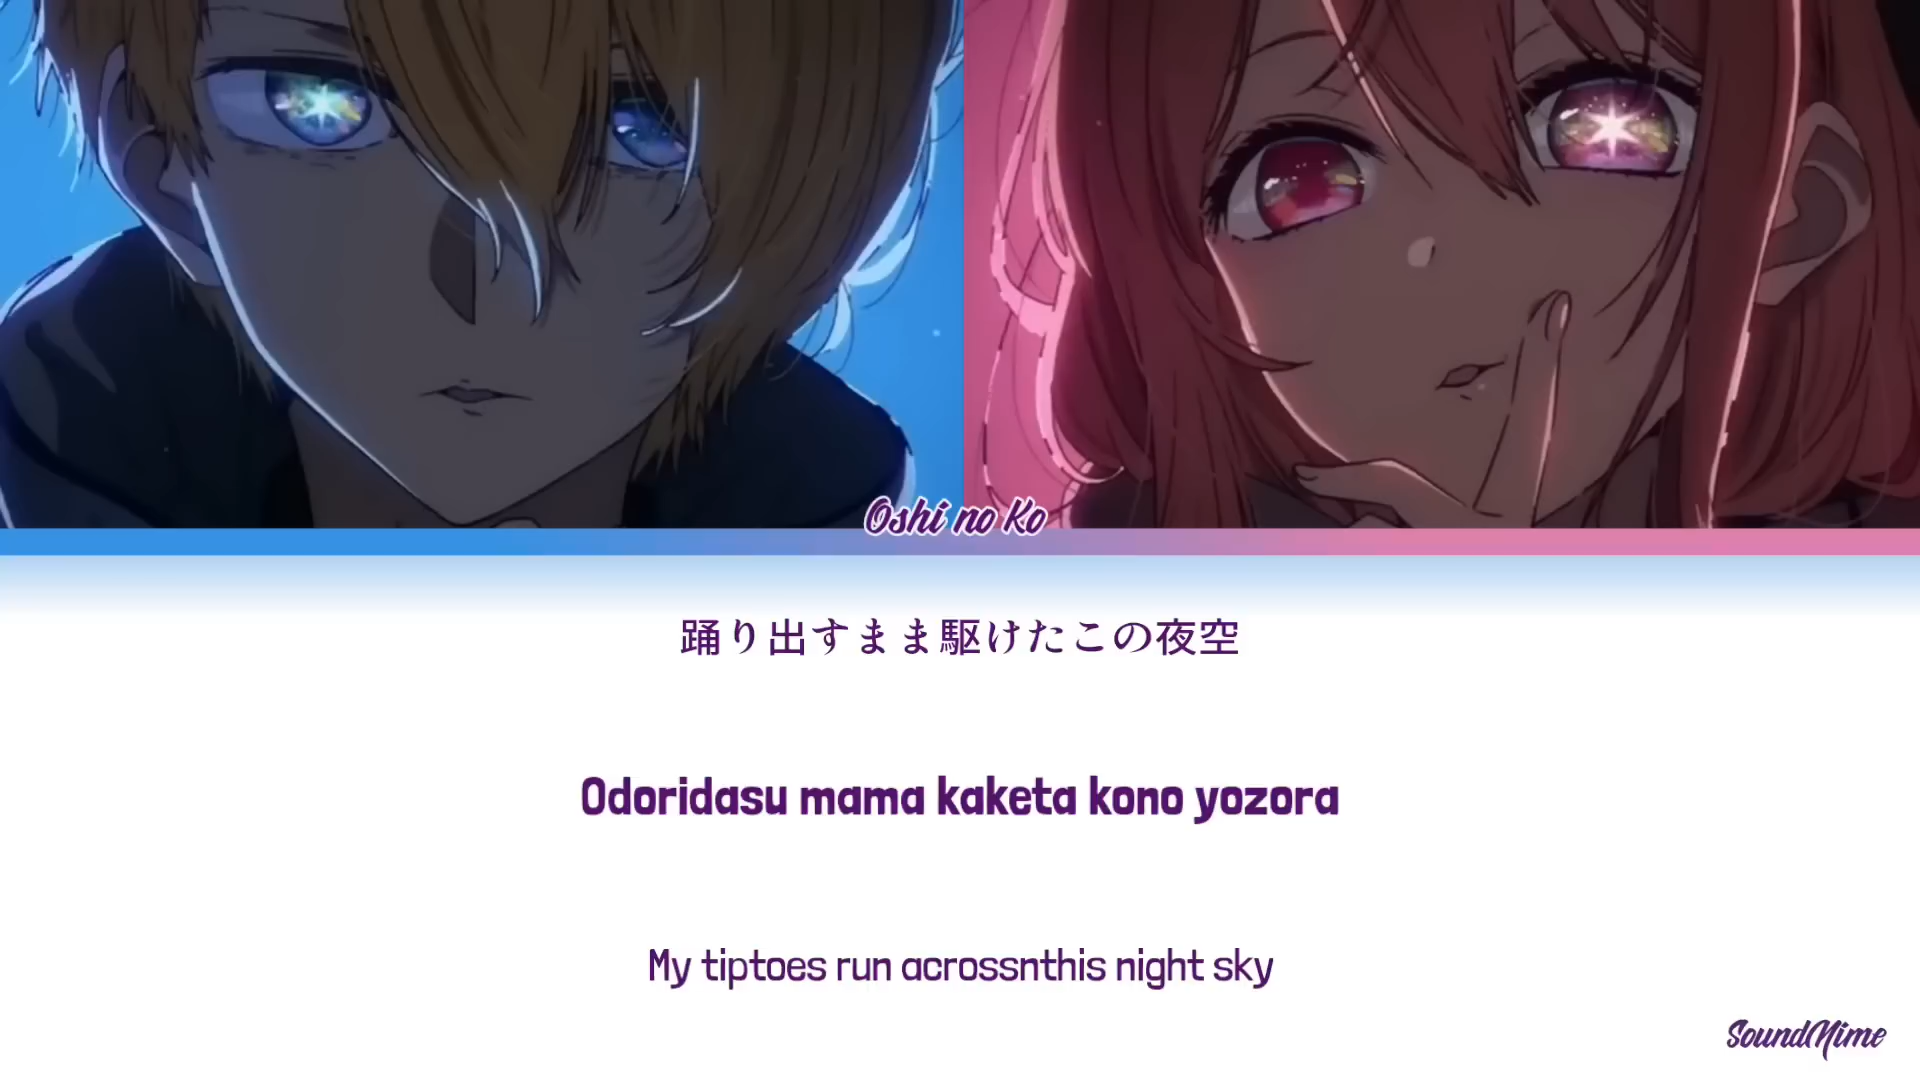 Oshi no Ko
踊り出すまま駆けたこの夜空
Odoridasu mama kaketa kono yozora
My tiptoes run acrossnthis night sky
SoundNime